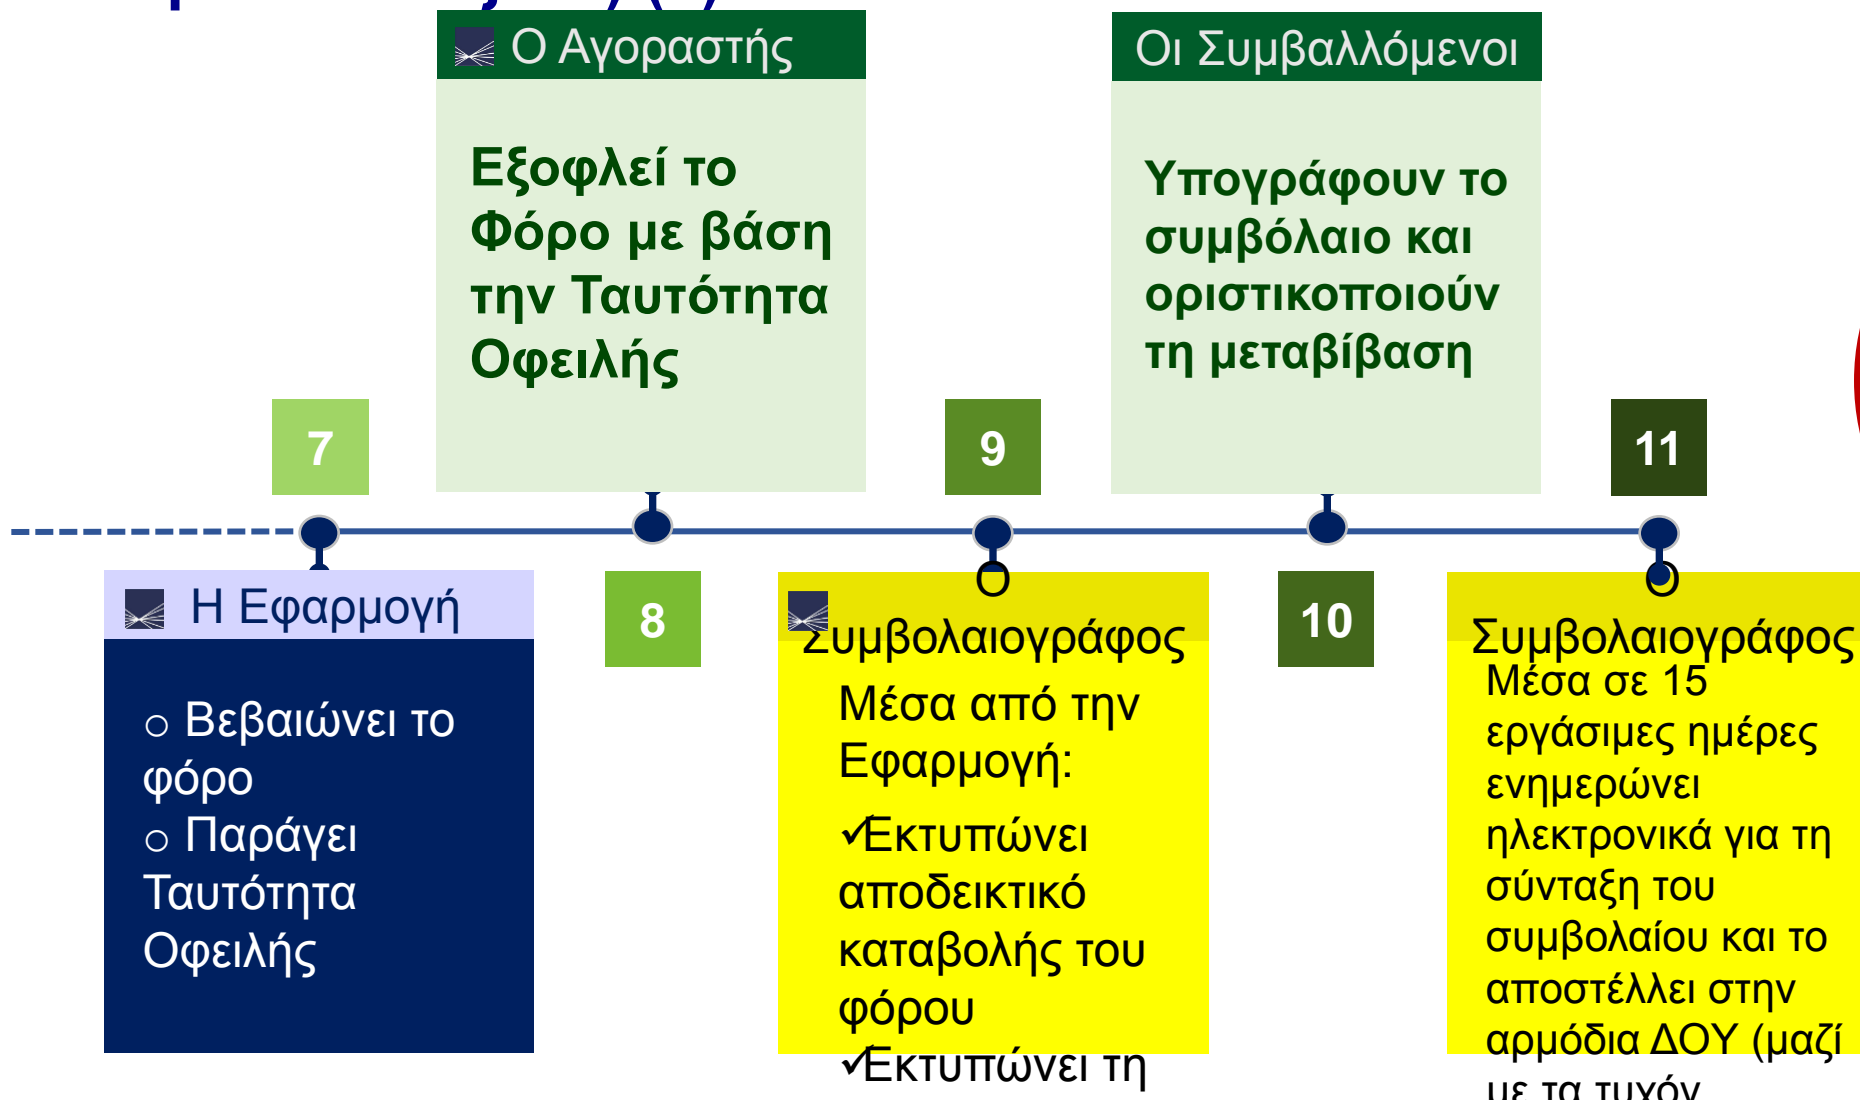 Ο Αγοραστής
Εξοφλεί το
Φόρο με βάση
την Ταυτότητα
Οφειλής
Οι Συμβαλλόμενοι
Υπογράφουν το
συμβόλαιο και
οριστικοποιούν
τη μεταβίβαση
7
9
11
Η Εφαρμογή
o Βεβαιώνει το
φόρο
o Παράγει
Ταυτότητα
Οφειλής
8
Ο
Συμβολαιογράφος
Μέσα από την
Εφαρμογή:
✓Εκτυπώνει
αποδεικτικό
καταβολής του
φόρου
✓Εκτυπώνει τη
10
Ο
Συμβολαιογράφος
Μέσα σε 15
εργάσιμες ημέρες
ενημερώνει
ηλεκτρονικά για τη
σύνταξη του
συμβολαίου και το
αποστέλλει στην
αρμόδια ΔΟΥ (μαζί
με τα τυχόν